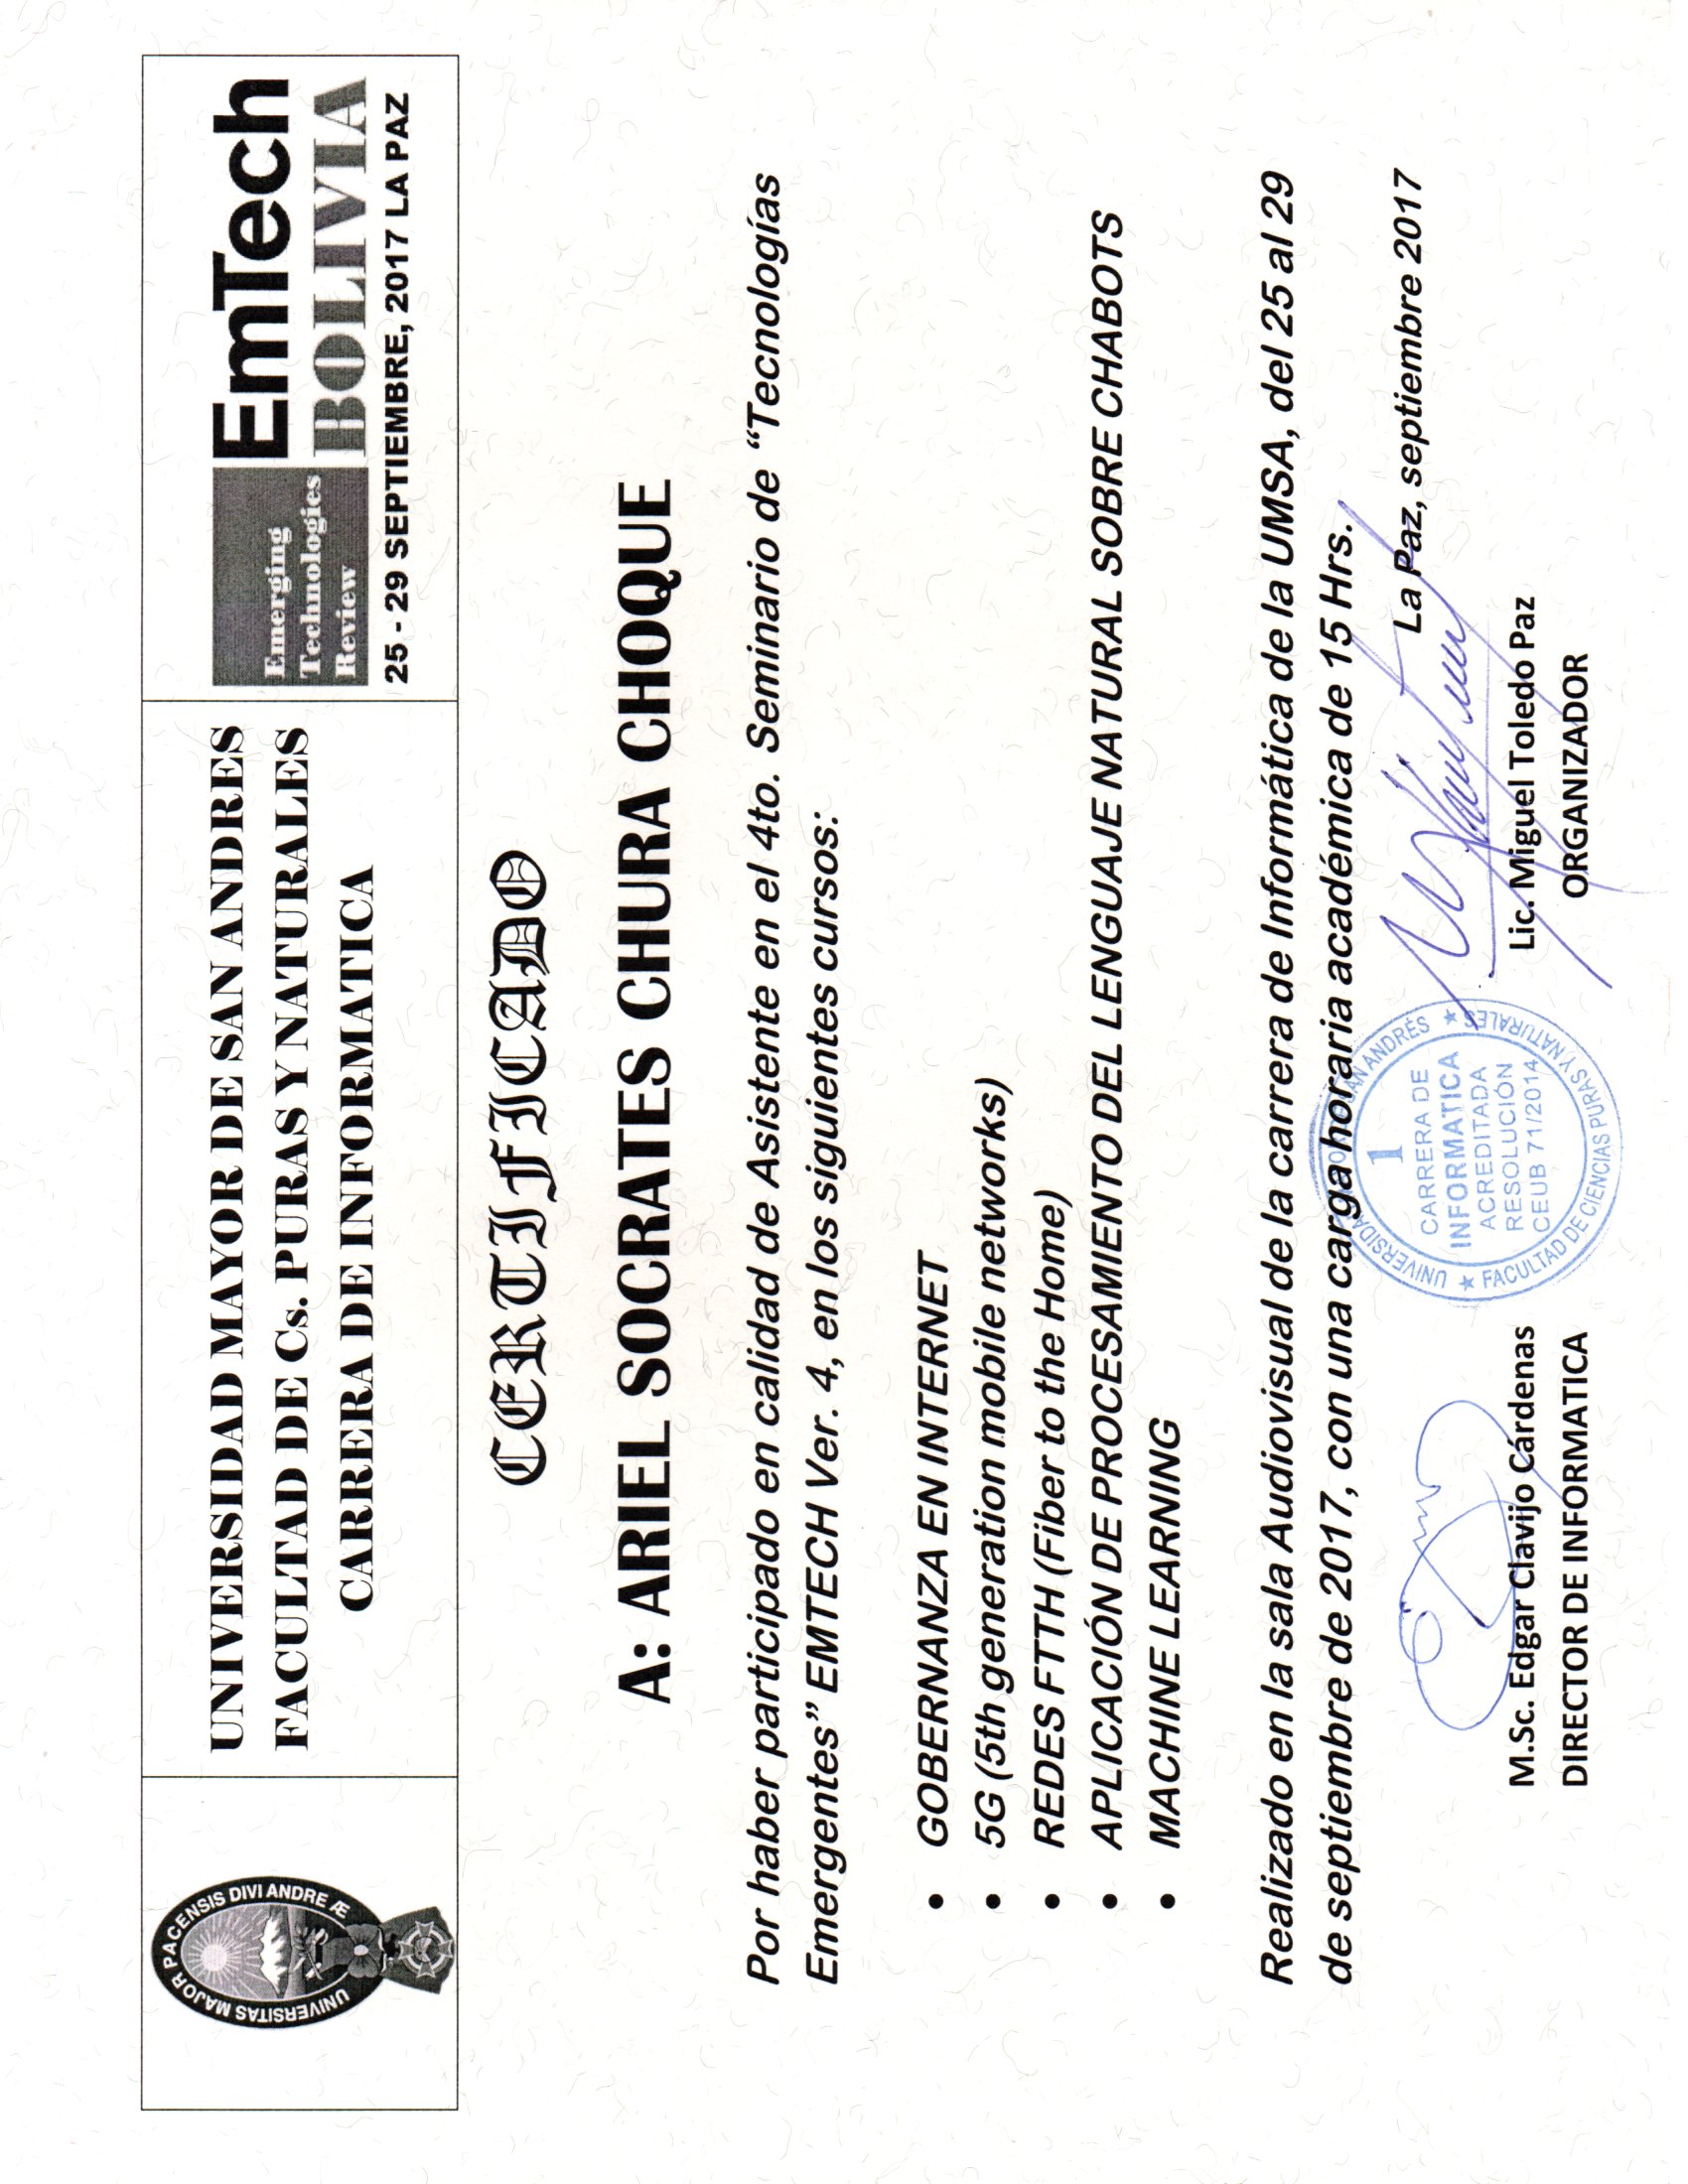 UNIVERSITAS MAJOR PACENSIS DIVI ANDRE Æ
UNIVERSIDAD MAYOR DE SAN ANDRES
FACULTAD DE Cs. PURAS Y NATURALES
CARRERA DE INFORMATICA
Emerging
Technologies
Review
EmTech
BOLIVIA
25 - 29 SEPTIEMBRE, 2017 LA PAZ
CERTIFICADO
A: ARIEL SOCRATES CHURA CHOQUE
Por haber participado en calidad de Asistente en el 4to. Seminario de “Tecnologías
Emergentes” EMTECH Ver. 4, en los siguientes cursos:
• GOBERNANZA EN INTERNET
• 5G (5th generation mobile networks)
• REDES FTTH (Fiber to the Home)
• APLICACIÓN DE PROCESAMIENTO DEL LENGUAJE NATURAL SOBRE CHABOTS
• MACHINE LEARNING
Realizado en la sala Audiovisual de la carrera de Informática de la UMSA, del 25 al 29
de septiembre de 2017, con una carga horaria académica de 15 Hrs.
La Paz, septiembre 2017
UNIVERSIDAD MAYOR DE SAN ANDRÉS
1
CARRERA DE
INFORMATICA
ACREDITADA
RESOLUCIÓN
CEUB 71/2014
★ FACULTAD DE CIENCIAS PURAS Y NATURALES ★
M.Sc. Edgar Clavijo Cárdenas
DIRECTOR DE INFORMATICA
Lic. Miguel Toledo Paz
ORGANIZADOR